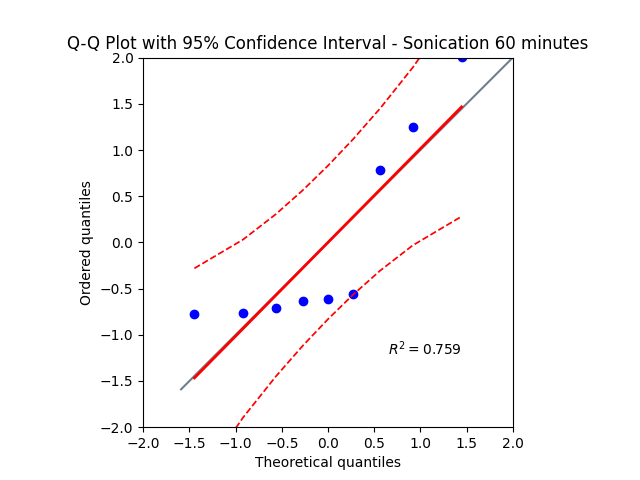 Q-Q Plot with 95% Confidence Interval - Sonication 60 minutes
2.0
1.5
1.0
0.5
0.0
−0.5
−1.0
−1.5
−2.0
Ordered quantiles
R² = 0.759
−2.0 −1.5 −1.0 −0.5 0.0 0.5 1.0 1.5 2.0
Theoretical quantiles